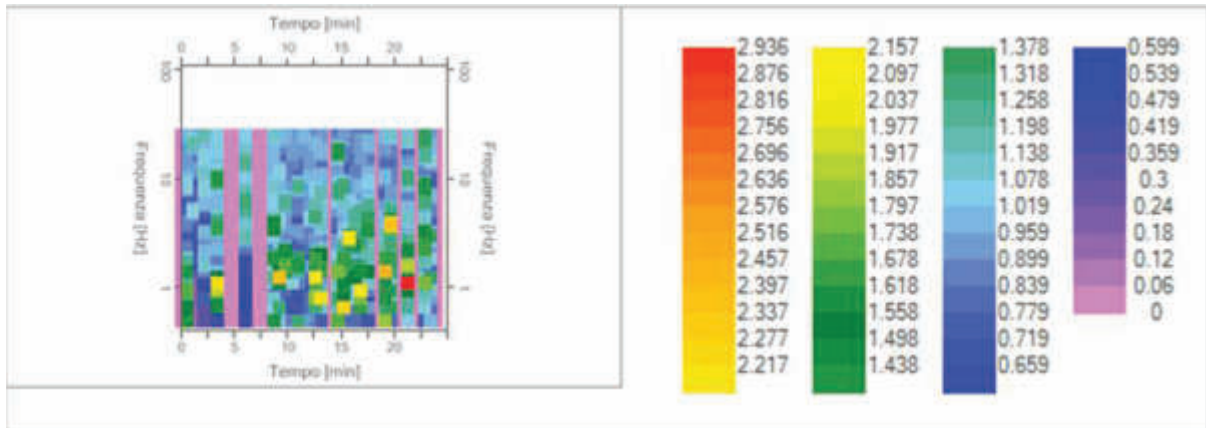 Tempo [min]
0 5 10 15 20
100 100
Frequenza [Hz] Frequenza [Hz]
10 10
1 1
0 5 10 15 20
Tempo [min]
2.936 2.157 1.378 0.599
2.876 2.097 1.318 0.539
2.816 2.037 1.258 0.479
2.756 1.977 1.198 0.419
2.696 1.917 1.138 0.359
2.636 1.857 1.078 0.3
2.576 1.797 1.019 0.24
2.516 1.738 0.959 0.18
2.457 1.678 0.899 0.12
2.397 1.618 0.839 0.06
2.337 1.558 0.779 0
2.277 1.498 0.719
2.217 1.438 0.659